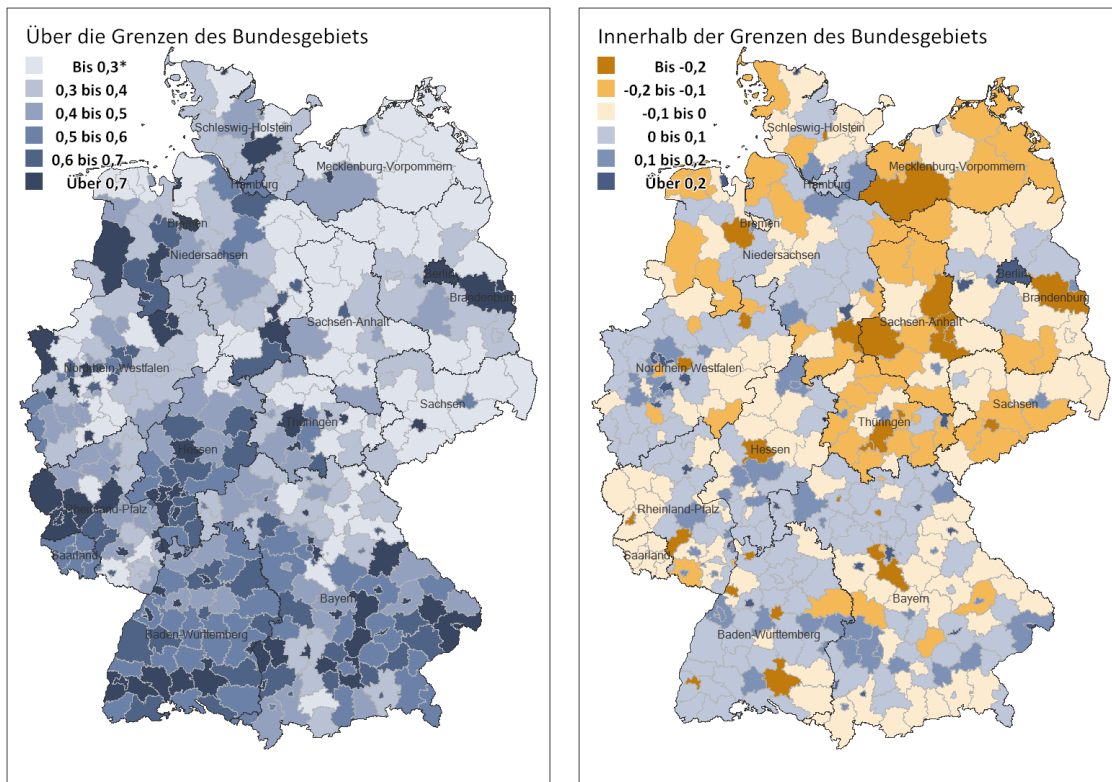 Über die Grenzen des Bundesgebiets
Bis 0,3*
0,3 bis 0,4
0,4 bis 0,5
0,5 bis 0,6
0,6 bis 0,7
Über 0,7
Schleswig-Holstein
Mecklenburg-Vorpommern
Hamburg
Bremen
Niedersachsen
Berlin
Brandenburg
Sachsen-Anhalt
Nordrhein-Westfalen
Sachsen
Thüringen
Hessen
Rheinland-Pfalz
Saarland
Bayern
Baden-Württemberg
Innerhalb der Grenzen des Bundesgebiets
Bis -0,2
-0,2 bis -0,1
-0,1 bis 0
0 bis 0,1
0,1 bis 0,2
Über 0,2
Schleswig-Holstein
Mecklenburg-Vorpommern
Hamburg
Bremen
Niedersachsen
Berlin
Brandenburg
Sachsen-Anhalt
Nordrhein-Westfalen
Sachsen
Thüringen
Hessen
Rheinland-Pfalz
Saarland
Bayern
Baden-Württemberg